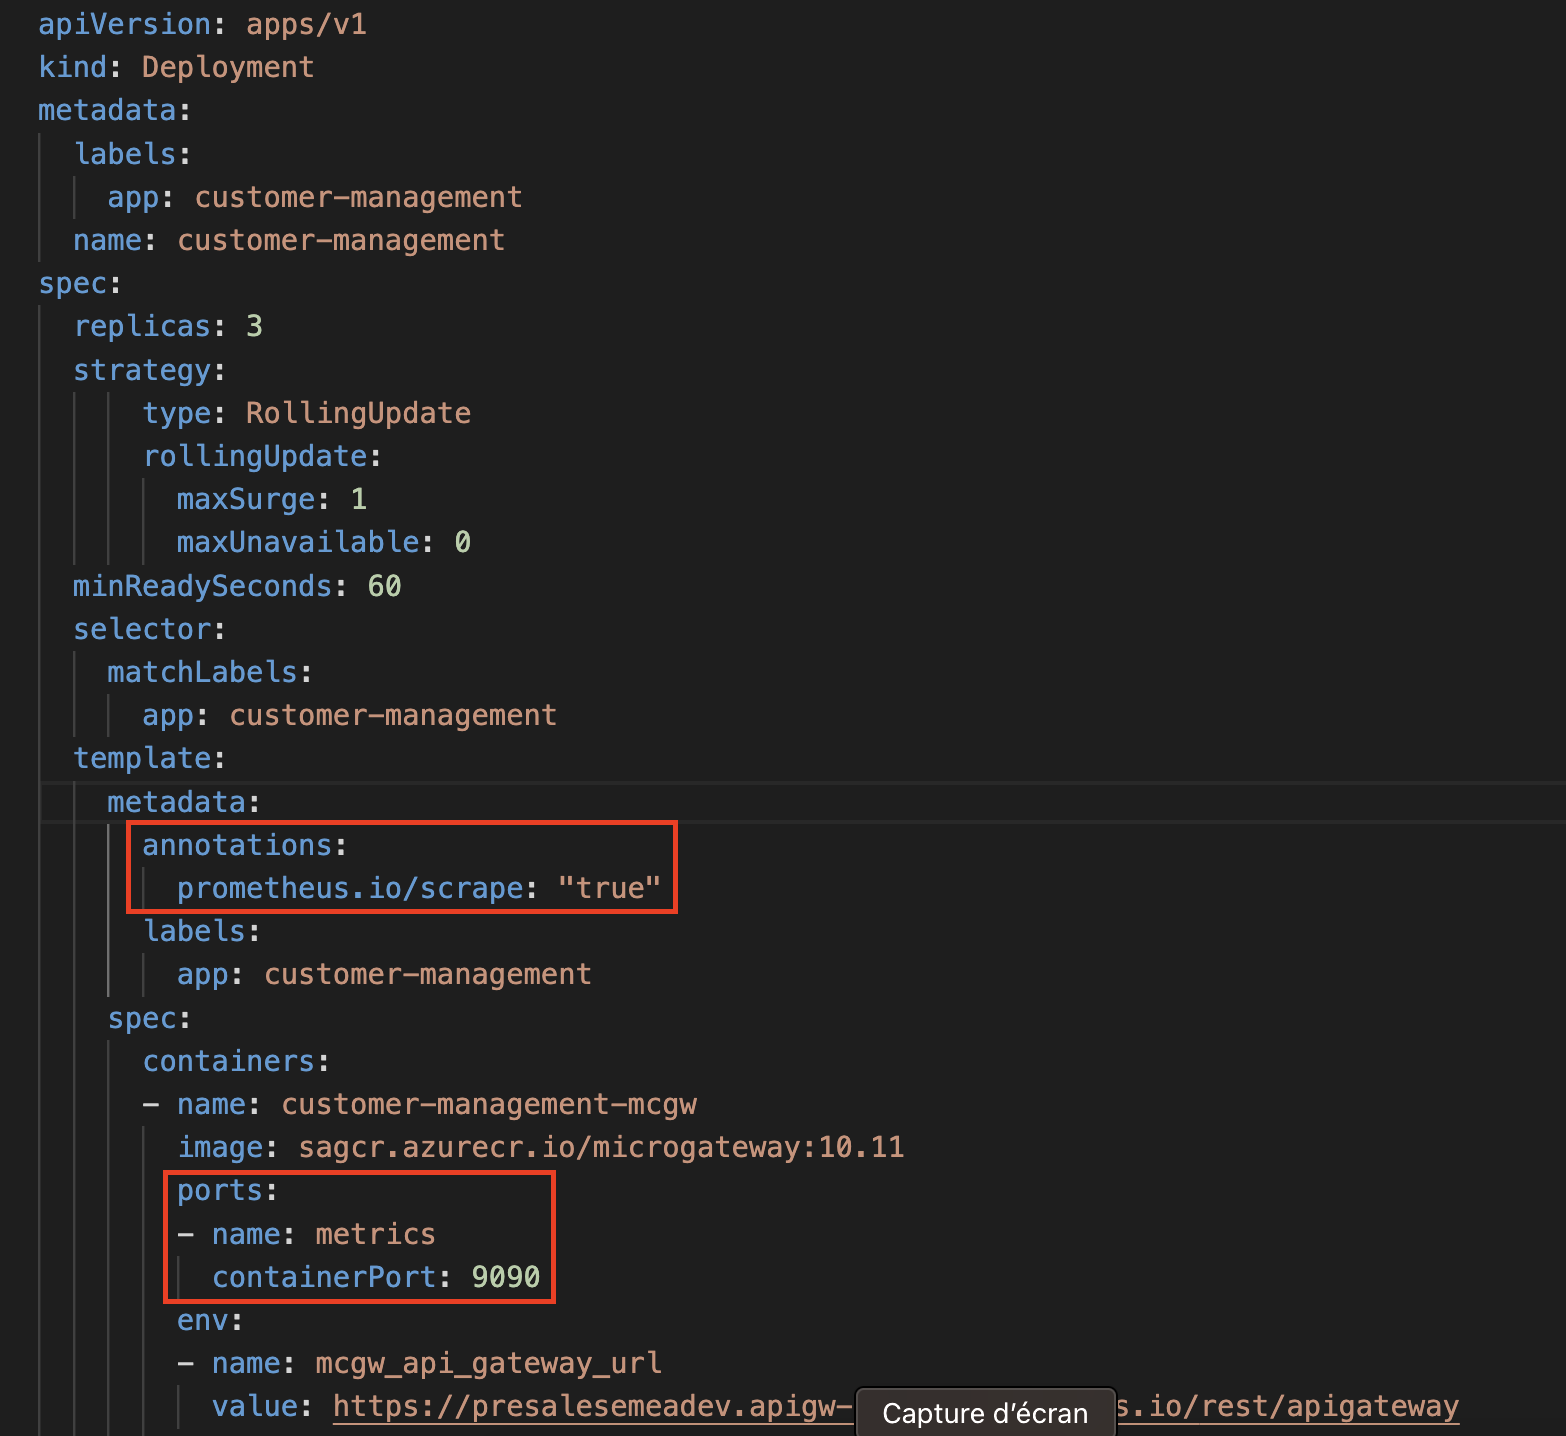 apiVersion: apps/v1
kind: Deployment
metadata:
  labels:
    app: customer-management
  name: customer-management
spec:
  replicas: 3
  strategy:
      type: RollingUpdate
      rollingUpdate:
        maxSurge: 1
        maxUnavailable: 0
  minReadySeconds: 60
  selector:
    matchLabels:
      app: customer-management
  template:
    metadata:
      annotations:
        prometheus.io/scrape: "true"
      labels:
        app: customer-management
    spec:
      containers:
      - name: customer-management-mcgw
        image: sagcr.azurecr.io/microgateway:10.11
        ports:
        - name: metrics
          containerPort: 9090
        env:
        - name: mcgw_api_gateway_url
          value: https://presalesemeadev.apigw- s.io/rest/apigateway
Capture d’écran